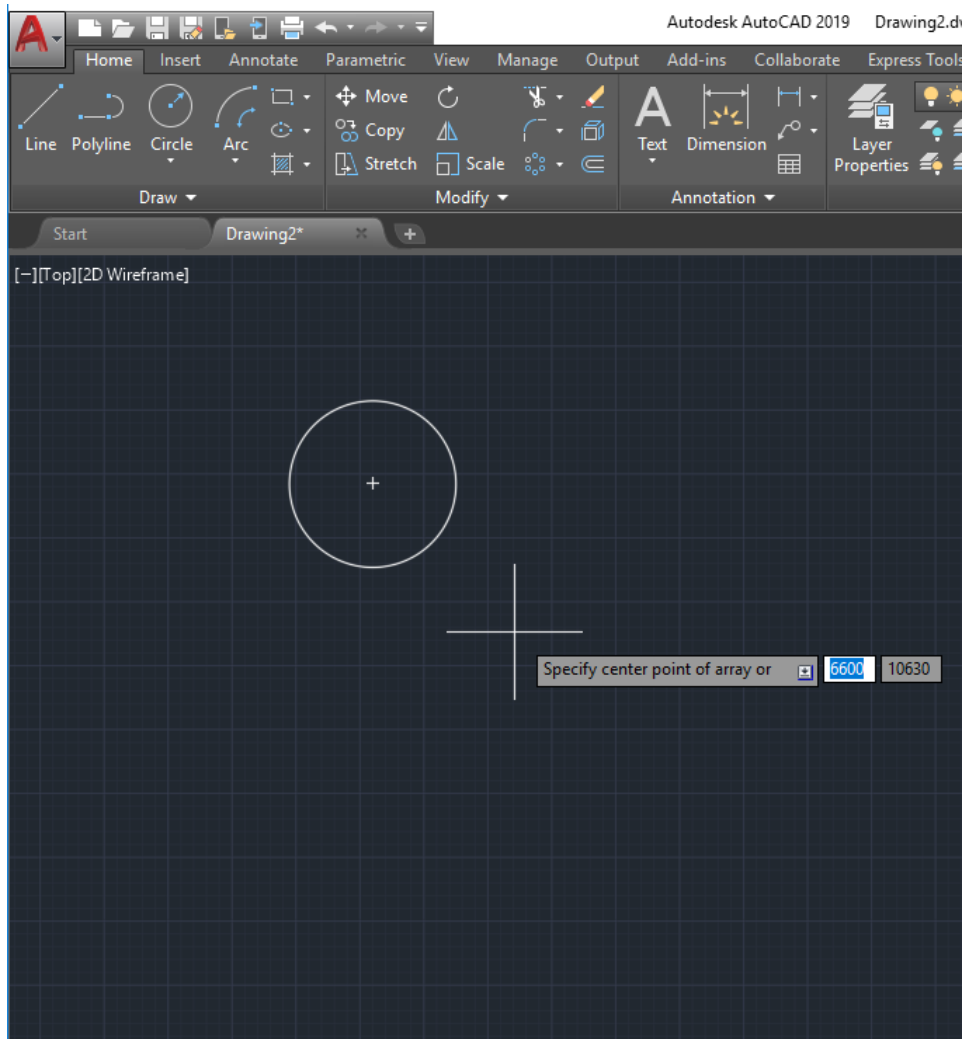 Autodesk AutoCAD 2019 Drawing2.dw
Home Insert Annotate Parametric View Manage Output Add-ins Collaborate Express Tools
Move
Copy
Line Polyline Circle Arc Text Dimension Layer
Stretch Scale Properties
Draw Modify Annotation
Start Drawing2* +
[−][Top][2D Wireframe]
Specify center point of array or 6600 10630